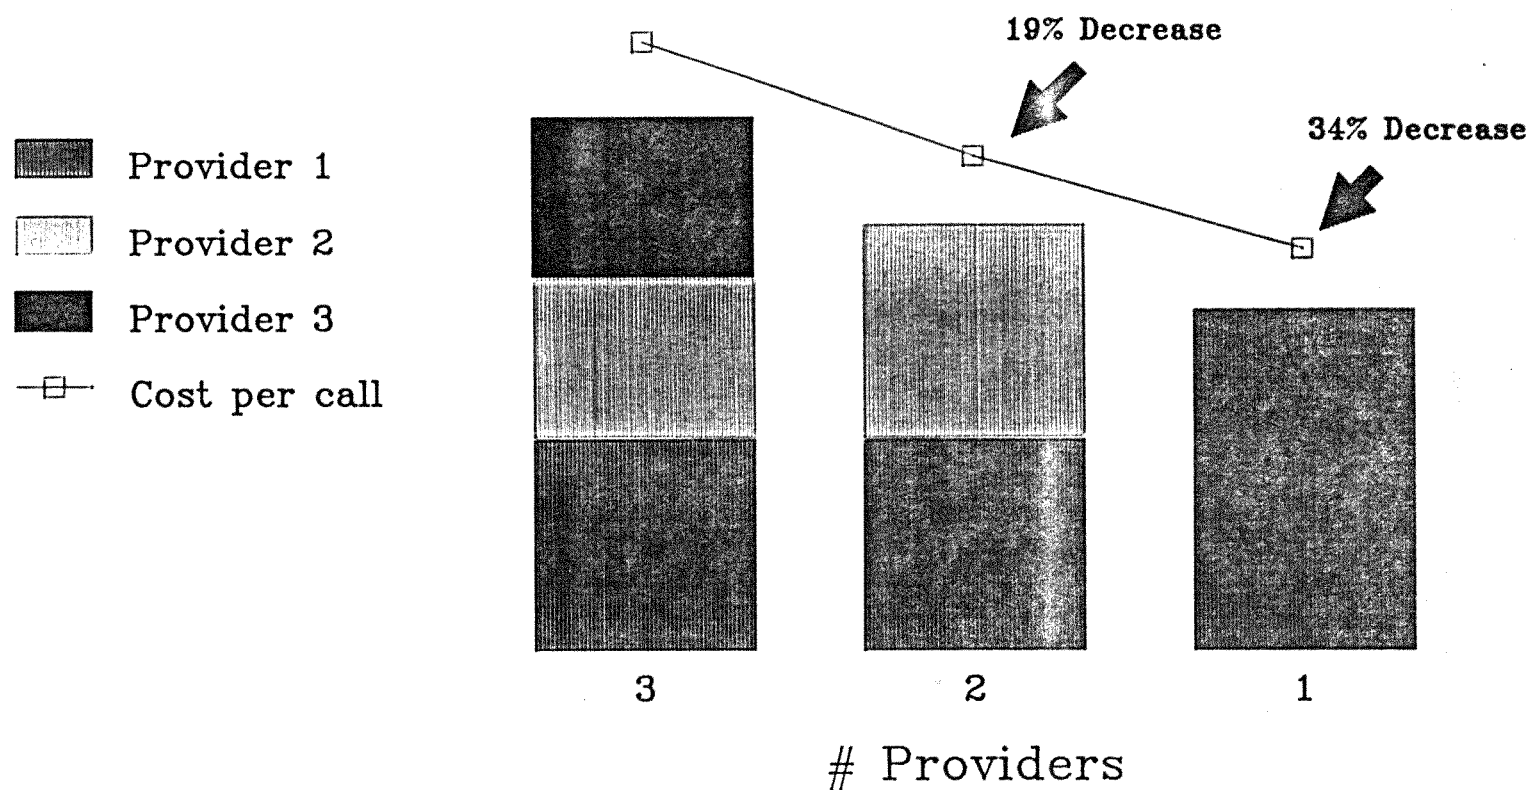 19% Decrease
34% Decrease
Provider 1
Provider 2
Provider 3
Cost per call
3 2 1
# Providers